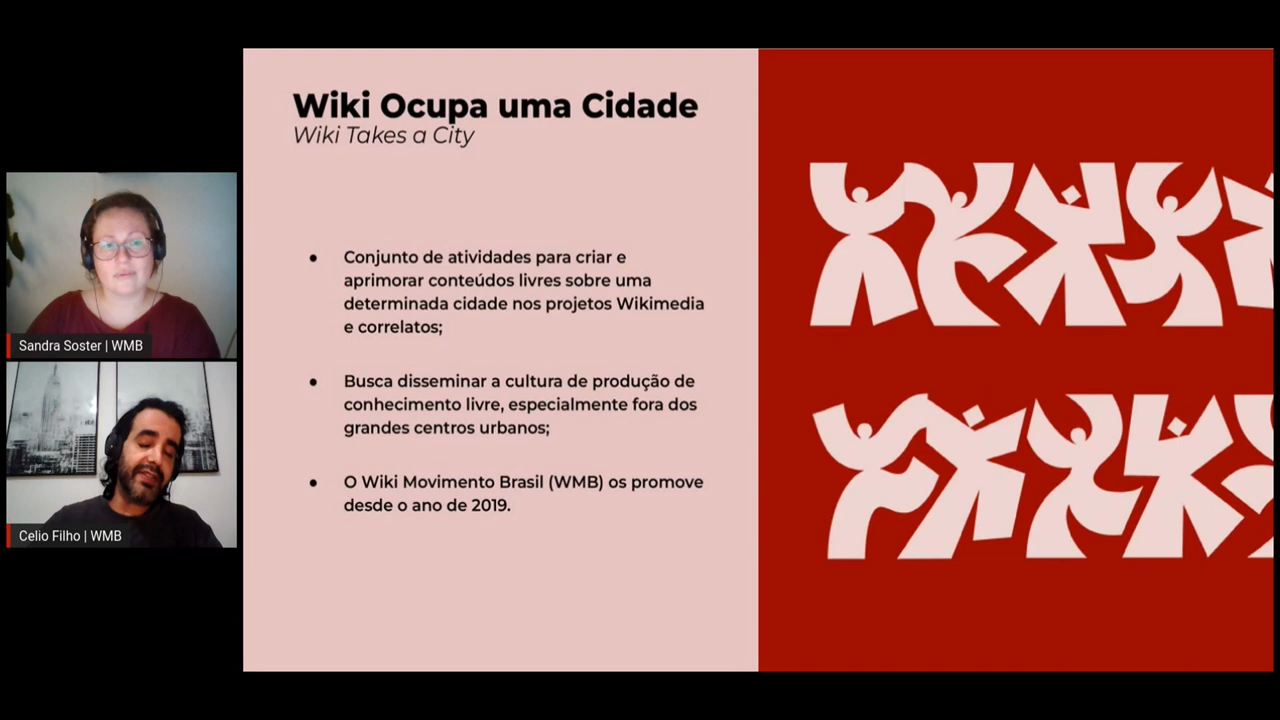 Wiki Ocupa uma Cidade
Wiki Takes a City
● Conjunto de atividades para criar e
aprimorar conteúdos livres sobre uma
determinada cidade nos projetos Wikimedia
e correlatos;
● Busca disseminar a cultura de produção de
conhecimento livre, especialmente fora dos
grandes centros urbanos;
● O Wiki Movimento Brasil (WMB) os promove
desde o ano de 2019.
Sandra Soster | WMB
Celio Filho | WMB